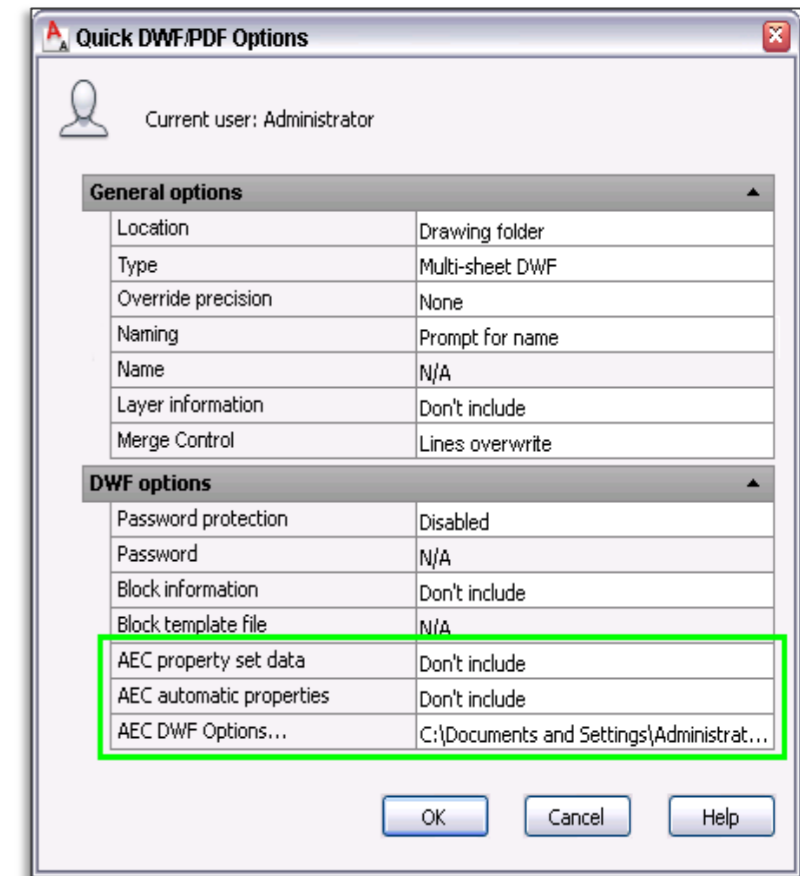 Quick DWF/PDF Options
Current user: Administrator
General options
Location Drawing folder
Type Multi-sheet DWF
Override precision None
Naming Prompt for name
Name N/A
Layer information Don't include
Merge Control Lines overwrite
DWF options
Password protection Disabled
Password N/A
Block information Don't include
Block template file N/A
AEC property set data Don't include
AEC automatic properties Don't include
AEC DWF Options... C:\Documents and Settings\Administrat...
OK Cancel Help